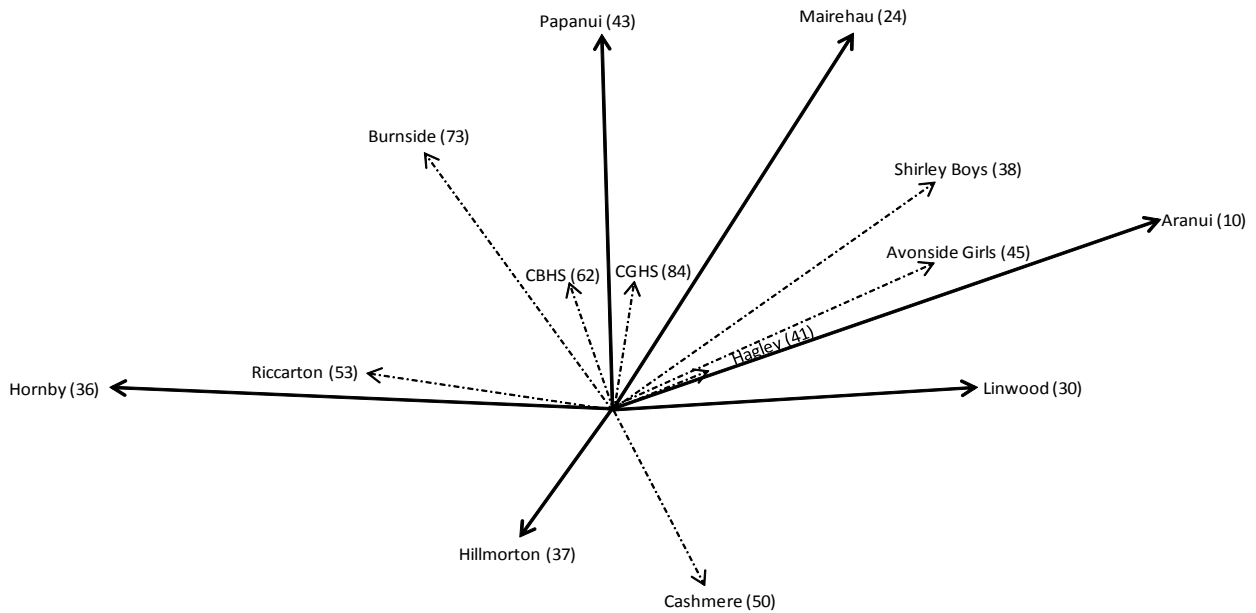 Mairehau (24)
Papanui (43)
Burnside (73)
Shirley Boys (38)
Aranui (10)
Avonside Girls (45)
CBHS (62)
CGHS (84)
Hagley (41)
Riccarton (53)
Hornby (36)
Linwood (30)
Hillmorton (37)
Cashmere (50)